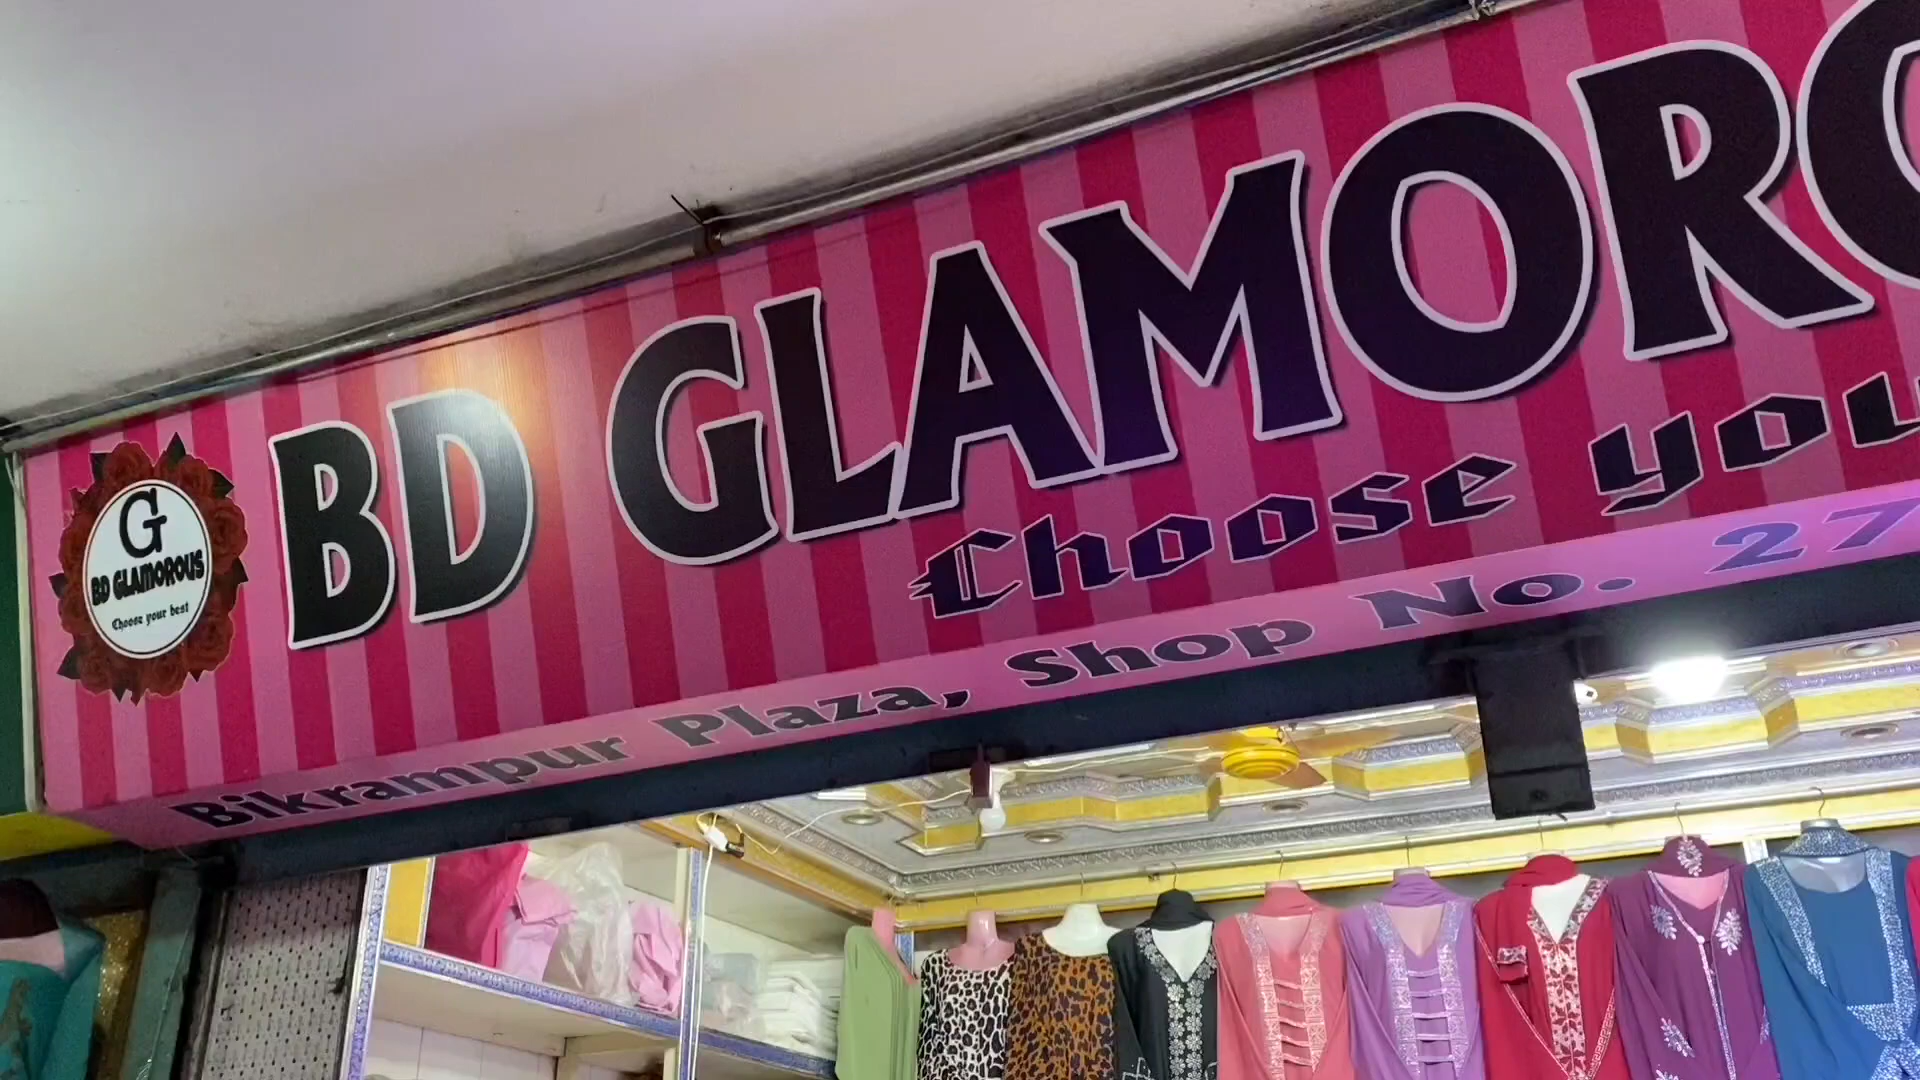 G
BD GLAMOROUS
Choose your best
BD GLAMORO
Choose you
Bikrampur Plaza, Shop No. 27